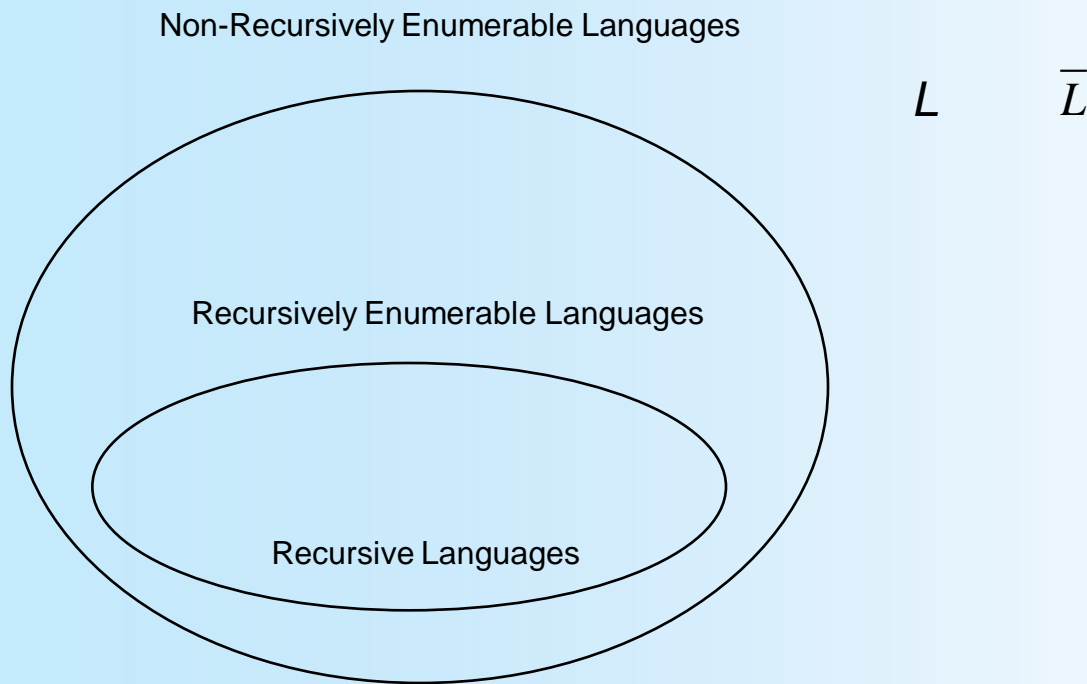 Non-Recursively Enumerable Languages
L L̅
Recursively Enumerable Languages
Recursive Languages